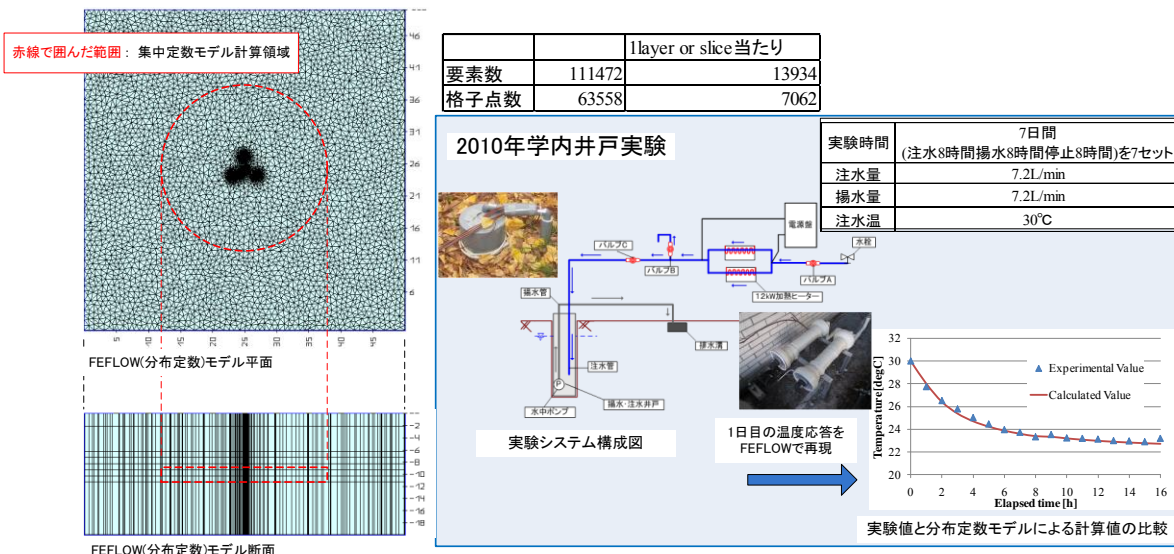 赤線で囲んだ範囲： 集中定数モデル計算領域
46
41
36
31
26
21
16
11
6
5 10 15 20 25 30 35 40 45
FEFLOW(分布定数)モデル平面
-2
-4
-6
-8
-10
-12
-14
-16
-18
FEFLOW(分布定数)モデル断面
1layer or slice当たり
要素数 111472 13934
格子点数 63558 7062
2010年学内井戸実験
実験時間 7日間
(注水8時間揚水8時間停止8時間)を7セット
注水量 7.2L/min
揚水量 7.2L/min
注水温 30℃
電源盤
水栓
バルブC
バルブB
バルブA
1.2kW加熱ヒーター
揚水管
排水溝
注水管
P
水中ポンプ
揚水・注水井戸
実験システム構成図
1日目の温度応答を
FEFLOWで再現
Temperature[degC]
32
30
28
26
24
22
20
Experimental Value
Calculated Value
0 2 4 6 8 10 12 14 16
Elapsed time [h]
実験値と分布定数モデルによる計算値の比較